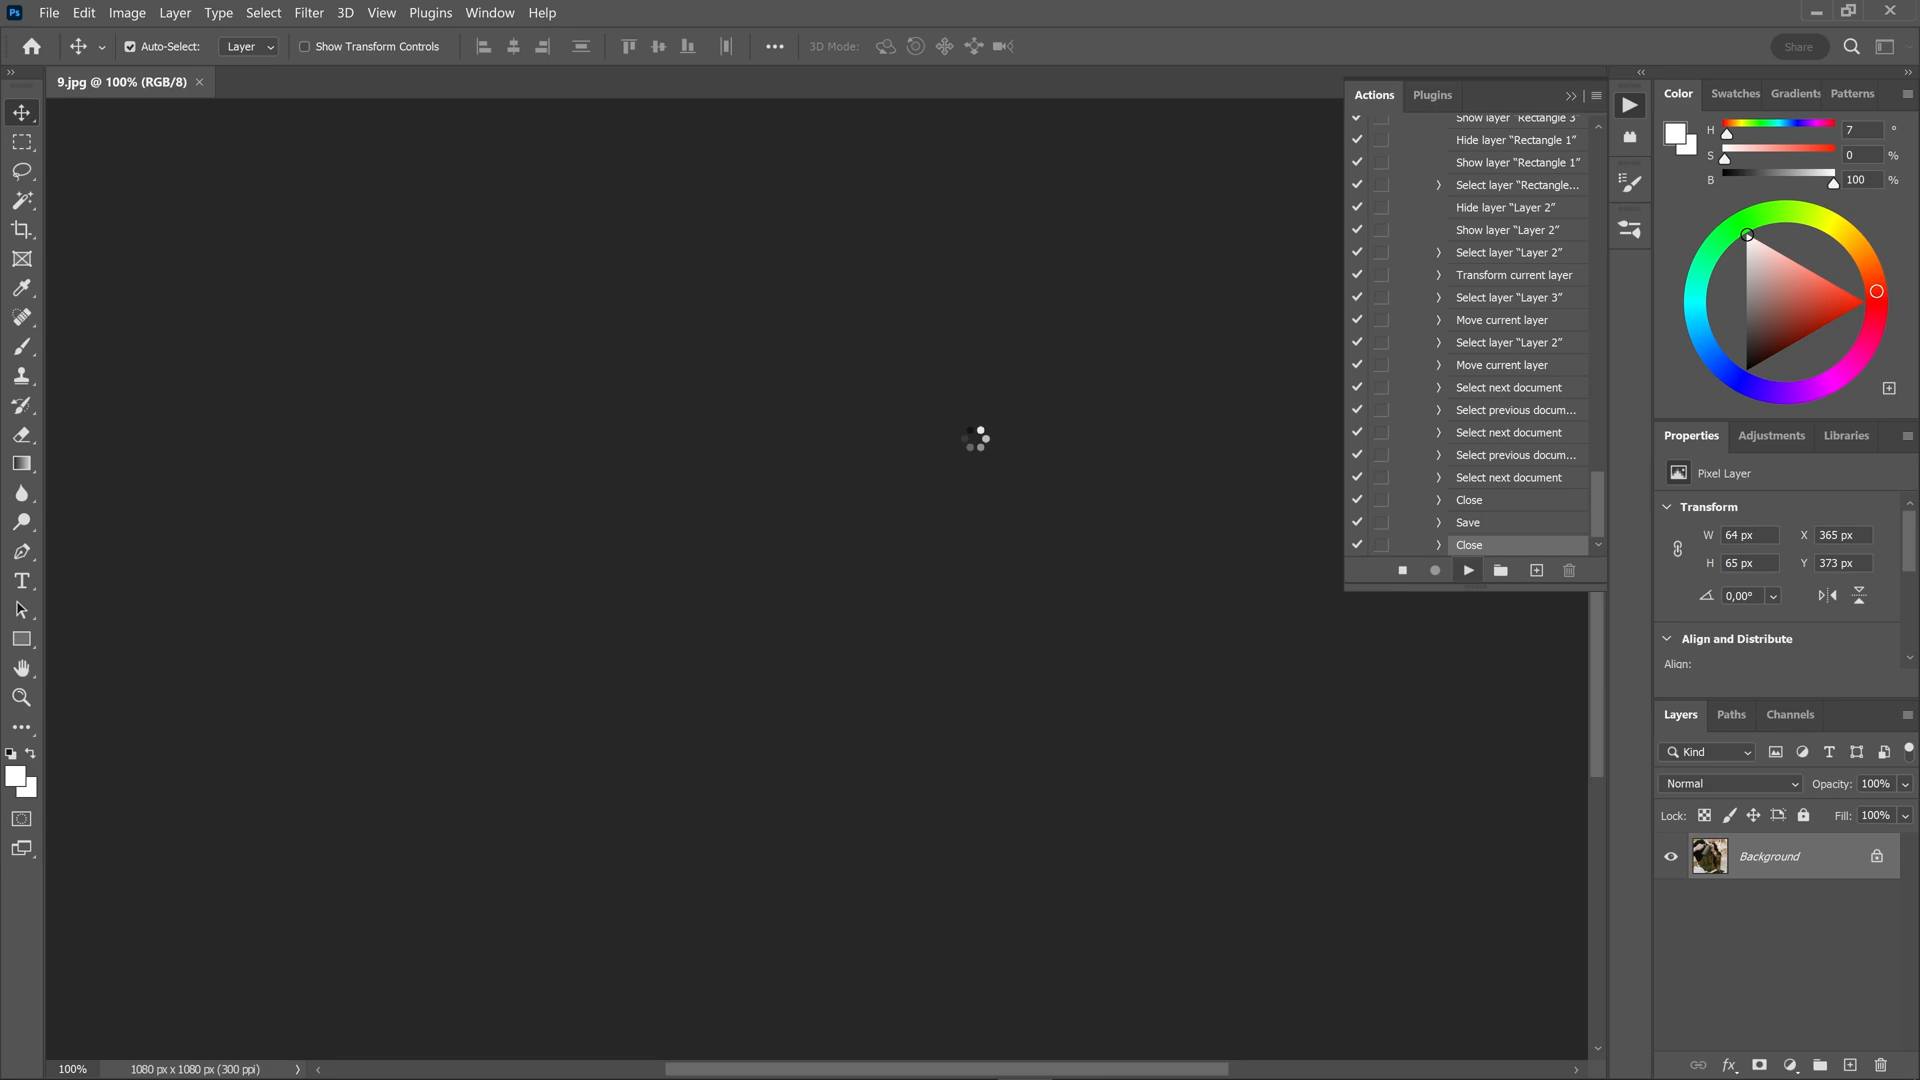 Ps File Edit Image Layer Type Select Filter 3D View Plugins Window Help
Auto-Select: Layer Show Transform Controls 3D Mode: Share
9.jpg @ 100% (RGB/8)
Actions Plugins
Show layer “Rectangle 3”
Hide layer “Rectangle 1”
Show layer “Rectangle 1”
Select layer “Rectangle...
Hide layer “Layer 2”
Show layer “Layer 2”
Select layer “Layer 2”
Transform current layer
Select layer “Layer 3”
Move current layer
Select layer “Layer 2”
Move current layer
Select next document
Select previous docum...
Select next document
Select previous docum...
Select next document
Close
Save
Close
Color Swatches Gradients Patterns
H 7 °
S 0 %
B 100 %
Properties Adjustments Libraries
Pixel Layer
Transform
W 64 px X 365 px
H 65 px Y 373 px
0,00°
Align and Distribute
Align:
Layers Paths Channels
Kind
Normal Opacity: 100%
Lock: Fill: 100%
Background
fx
100% 1080 px x 1080 px (300 ppi)